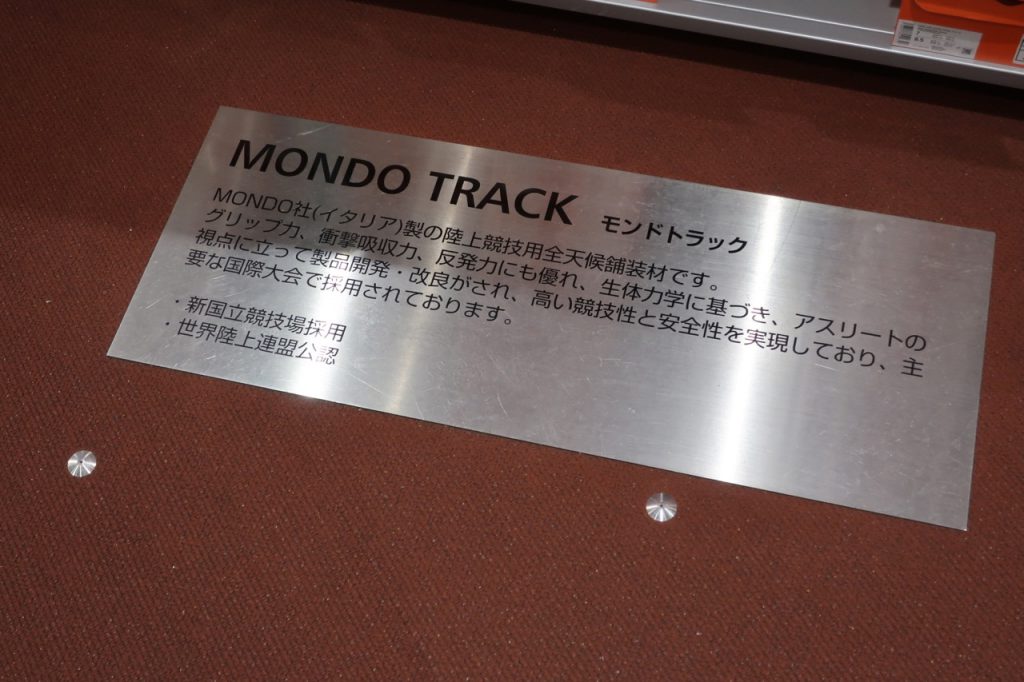 MONDO TRACK モンドトラック
MONDO社(イタリア)製の陸上競技用全天候舗装材です。
グリップ力、衝撃吸収力、反発力にも優れ、生体力学に基づき、アスリートの
視点に立って製品開発・改良がされ、高い競技性と安全性を実現しており、主
要な国際大会で採用されております。
・新国立競技場採用
・世界陸上連盟公認